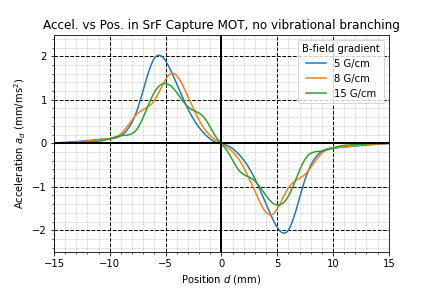 Accel. vs Pos. in SrF Capture MOT, no vibrational branching
B-field gradient
5 G/cm
8 G/cm
15 G/cm
Acceleration aₓ (mm/ms²)
2
1
0
−1
−2
−15
−10
−5
0
5
10
15
Position d (mm)